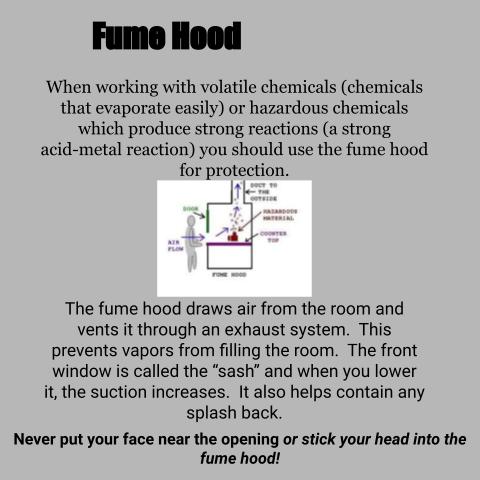 Fume Hood
When working with volatile chemicals (chemicals
that evaporate easily) or hazardous chemicals
which produce strong reactions (a strong
acid-metal reaction) you should use the fume hood
for protection.
DUCT TO
THE
OUTSIDE
DOOR
HAZARDOUS
MATERIAL
COUNTER
TOP
AIR
FLOW
FUME HOOD
The fume hood draws air from the room and
vents it through an exhaust system.  This
prevents vapors from filling the room.  The front
window is called the “sash” and when you lower
it, the suction increases.  It also helps contain any
splash back.
Never put your face near the opening or stick your head into the
fume hood!